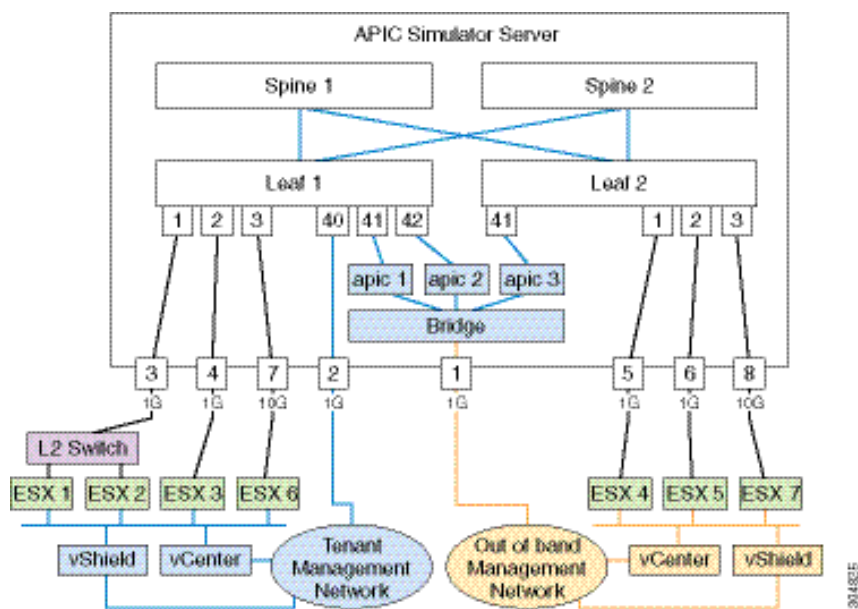 APIC Simulator Server
Spine 1
Spine 2
Leaf 1
Leaf 2
1
2
3
40
41
42
41
1
2
3
apic 1
apic 2
apic 3
Bridge
3
4
7
2
1
5
6
8
1G
1G
10G
1G
1G
1G
1G
10G
L2 Switch
ESX 1
ESX 2
ESX 3
ESX 6
ESX 4
ESX 5
ESX 7
vShield
vCenter
Tenant
Management
Network
Out of band
Management
Network
vCenter
vShield